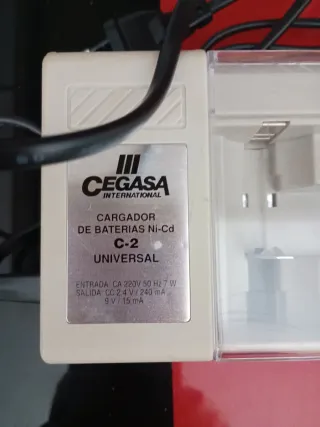 CEGASA
INTERNATIONAL
CARGADOR
DE BATERIAS Ni-Cd
C-2
UNIVERSAL
ENTRADA: CA 220V 50 Hz 7 W
SALIDA: CC 2.4 V / 240 mA
9 V / 15 mA